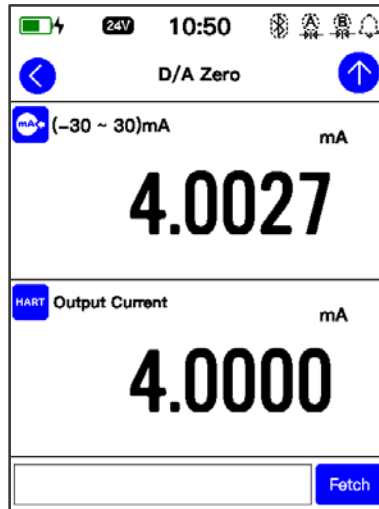 24V 10:50 A B
D/A Zero
mA (−30 ~ 30)mA
mA
4.0027
HART Output Current
mA
4.0000
Fetch